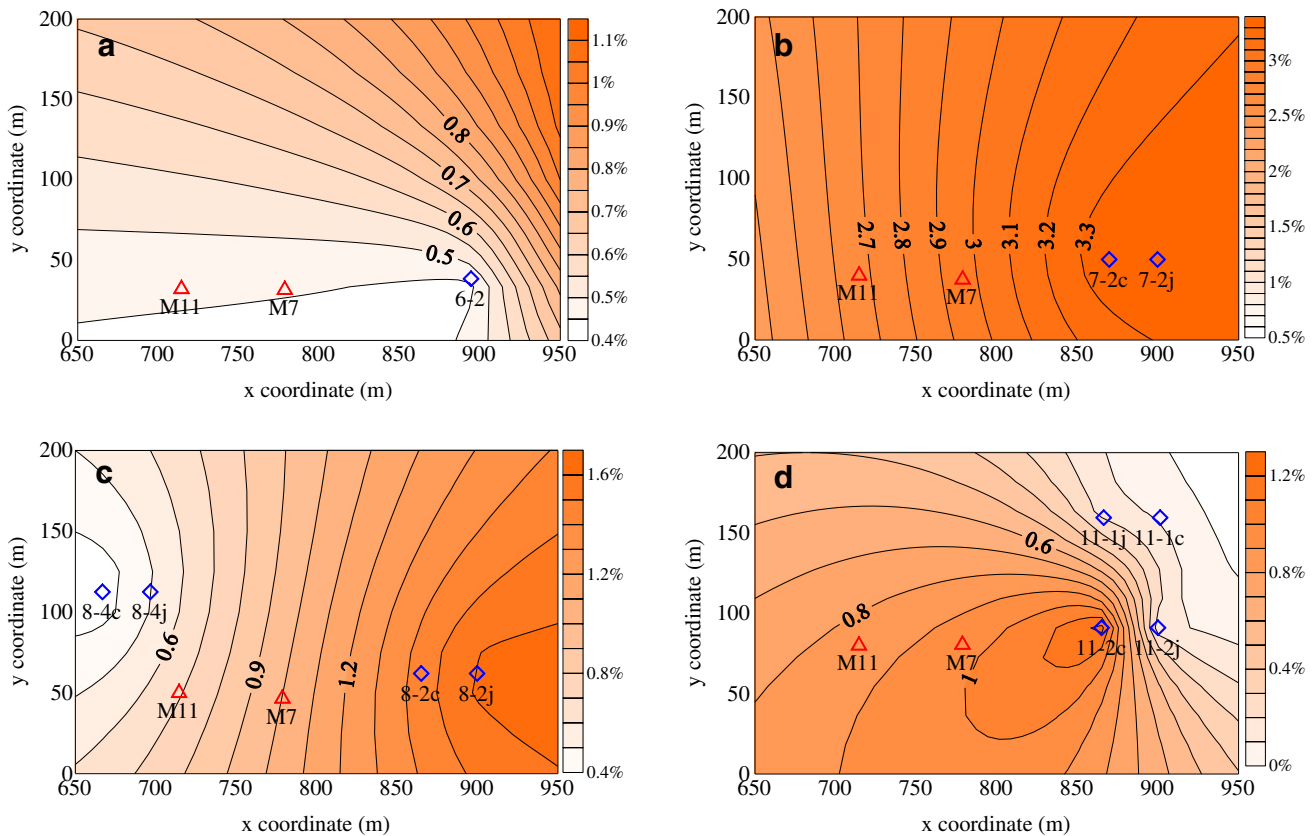 a
200
150
100
50
0
y coordinate (m)
650 700 750 800 850 900 950
x coordinate (m)
0.8
0.7
0.6
0.5
M11 M7 6-2
1.1%
1%
0.9%
0.8%
0.7%
0.6%
0.5%
0.4%
b
200
150
100
50
0
y coordinate (m)
650 700 750 800 850 900 950
x coordinate (m)
2.7 2.8 2.9 3 3.1 3.2 3.3
M11 M7 7-2c 7-2j
3%
2.5%
2%
1.5%
1%
0.5%
c
200
150
100
50
0
y coordinate (m)
650 700 750 800 850 900 950
x coordinate (m)
8-4c 8-4j
0.6 0.9 1.2
8-2c 8-2j
M11 M7
1.6%
1.2%
0.8%
0.4%
d
200
150
100
50
0
y coordinate (m)
650 700 750 800 850 900 950
x coordinate (m)
11-1j 11-1c
0.6
0.8
11-2c 11-2j
M11 M7
1
1.2%
0.8%
0.4%
0%